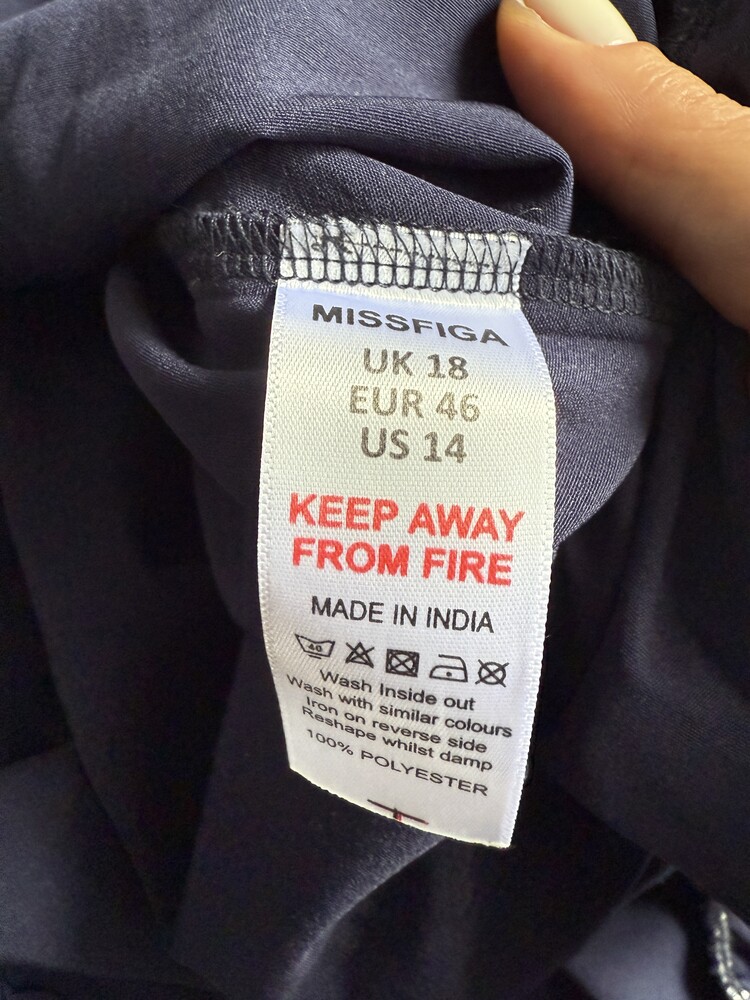 MISSFIGA
UK 18
EUR 46
US 14
KEEP AWAY
FROM FIRE
MADE IN INDIA
40
Wash Inside out
Wash with similar colours
Iron on reverse side
Reshape whilst damp
100% POLYESTER